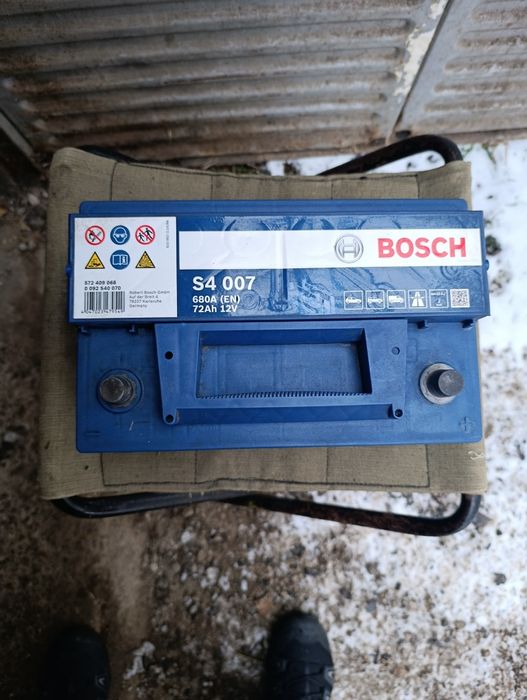 BOSCH
S4 007
680A (EN)
72Ah 12V
572 409 068
0 092 S40 070
Robert Bosch GmbH
Auf der Breit 4
76227 Karlsruhe
Germany